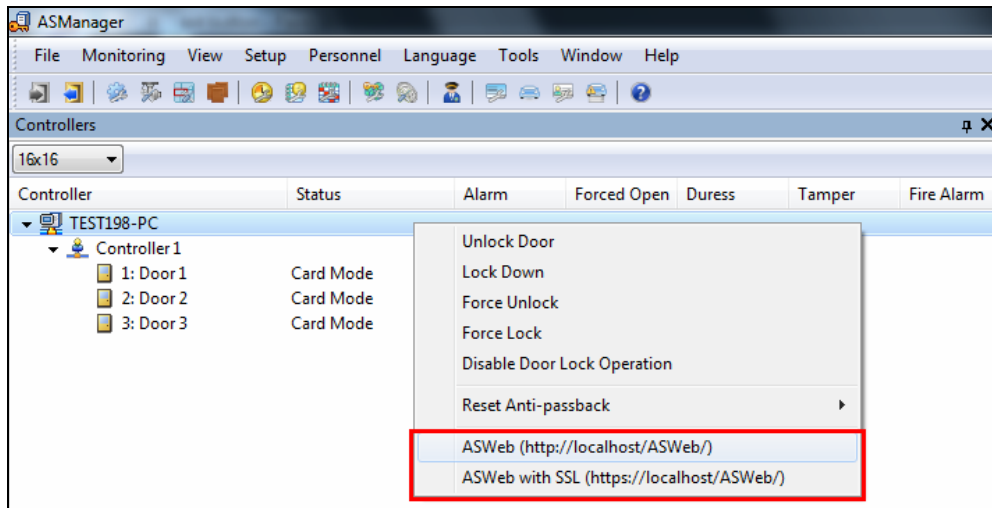 ASManager
File Monitoring View Setup Personnel Language Tools Window Help
Controllers
16x16
Controller Status Alarm Forced Open Duress Tamper Fire Alarm
TEST198-PC
Controller 1
1: Door 1 Card Mode
2: Door 2 Card Mode
3: Door 3 Card Mode
Unlock Door
Lock Down
Force Unlock
Force Lock
Disable Door Lock Operation
Reset Anti-passback
ASWeb (http://localhost/ASWeb/)
ASWeb with SSL (https://localhost/ASWeb/)